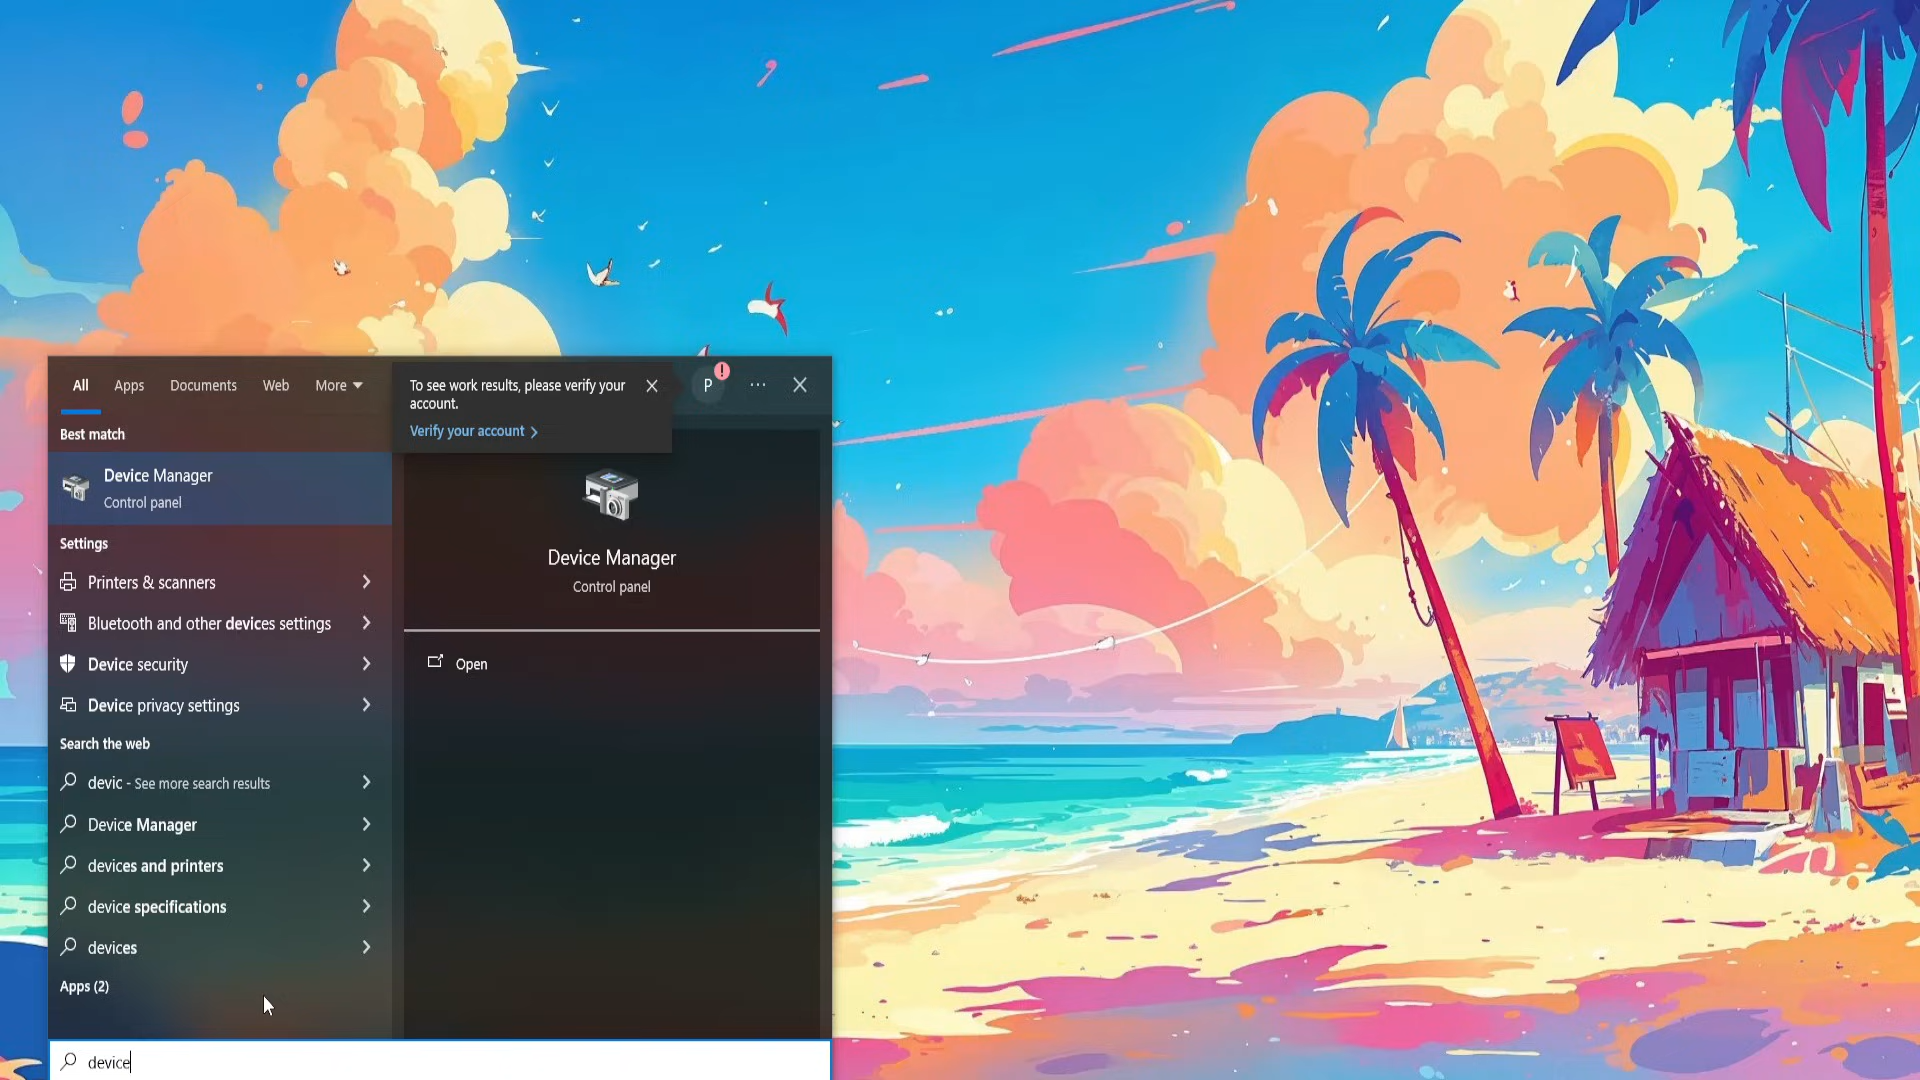 All
Apps
Documents
Web
More
To see work results, please verify your
account.
Verify your account
P
!
Best match
Device Manager
Control panel
Settings
Printers & scanners
Bluetooth and other devices settings
Device security
Device privacy settings
Search the web
devic - See more search results
Device Manager
devices and printers
device specifications
devices
Apps (2)
Device Manager
Control panel
Open
device